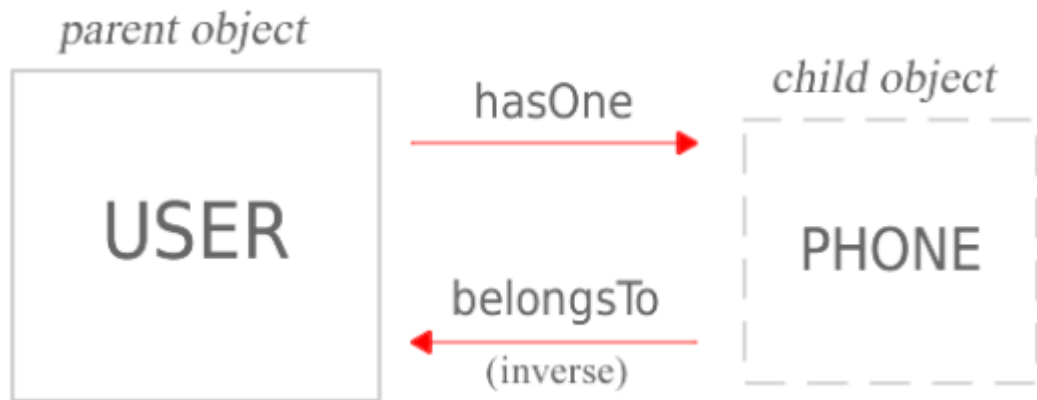 parent object
USER
hasOne
belongsTo
(inverse)
child object
PHONE